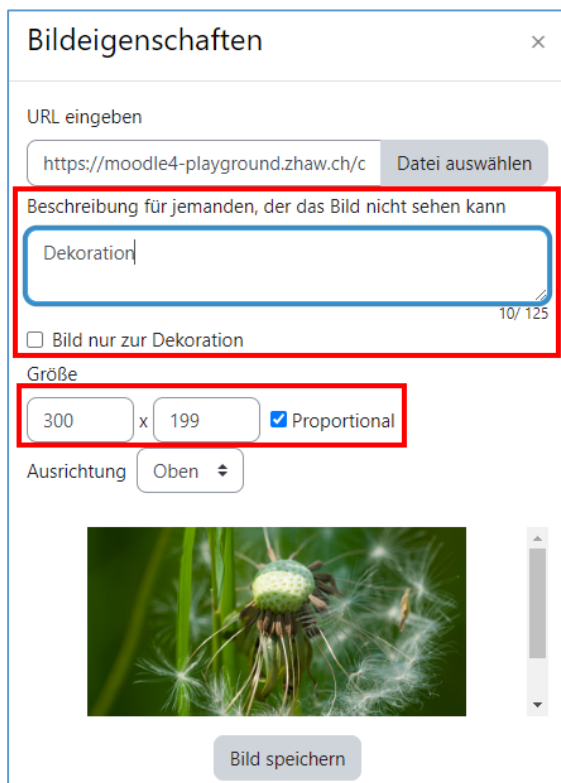 Bildeigenschaften ×
URL eingeben
https://moodle4-playground.zhaw.ch/c Datei auswählen
Beschreibung für jemanden, der das Bild nicht sehen kann
Dekoration
10/ 125
Bild nur zur Dekoration
Größe
300 x 199 Proportional
Ausrichtung Oben
Bild speichern